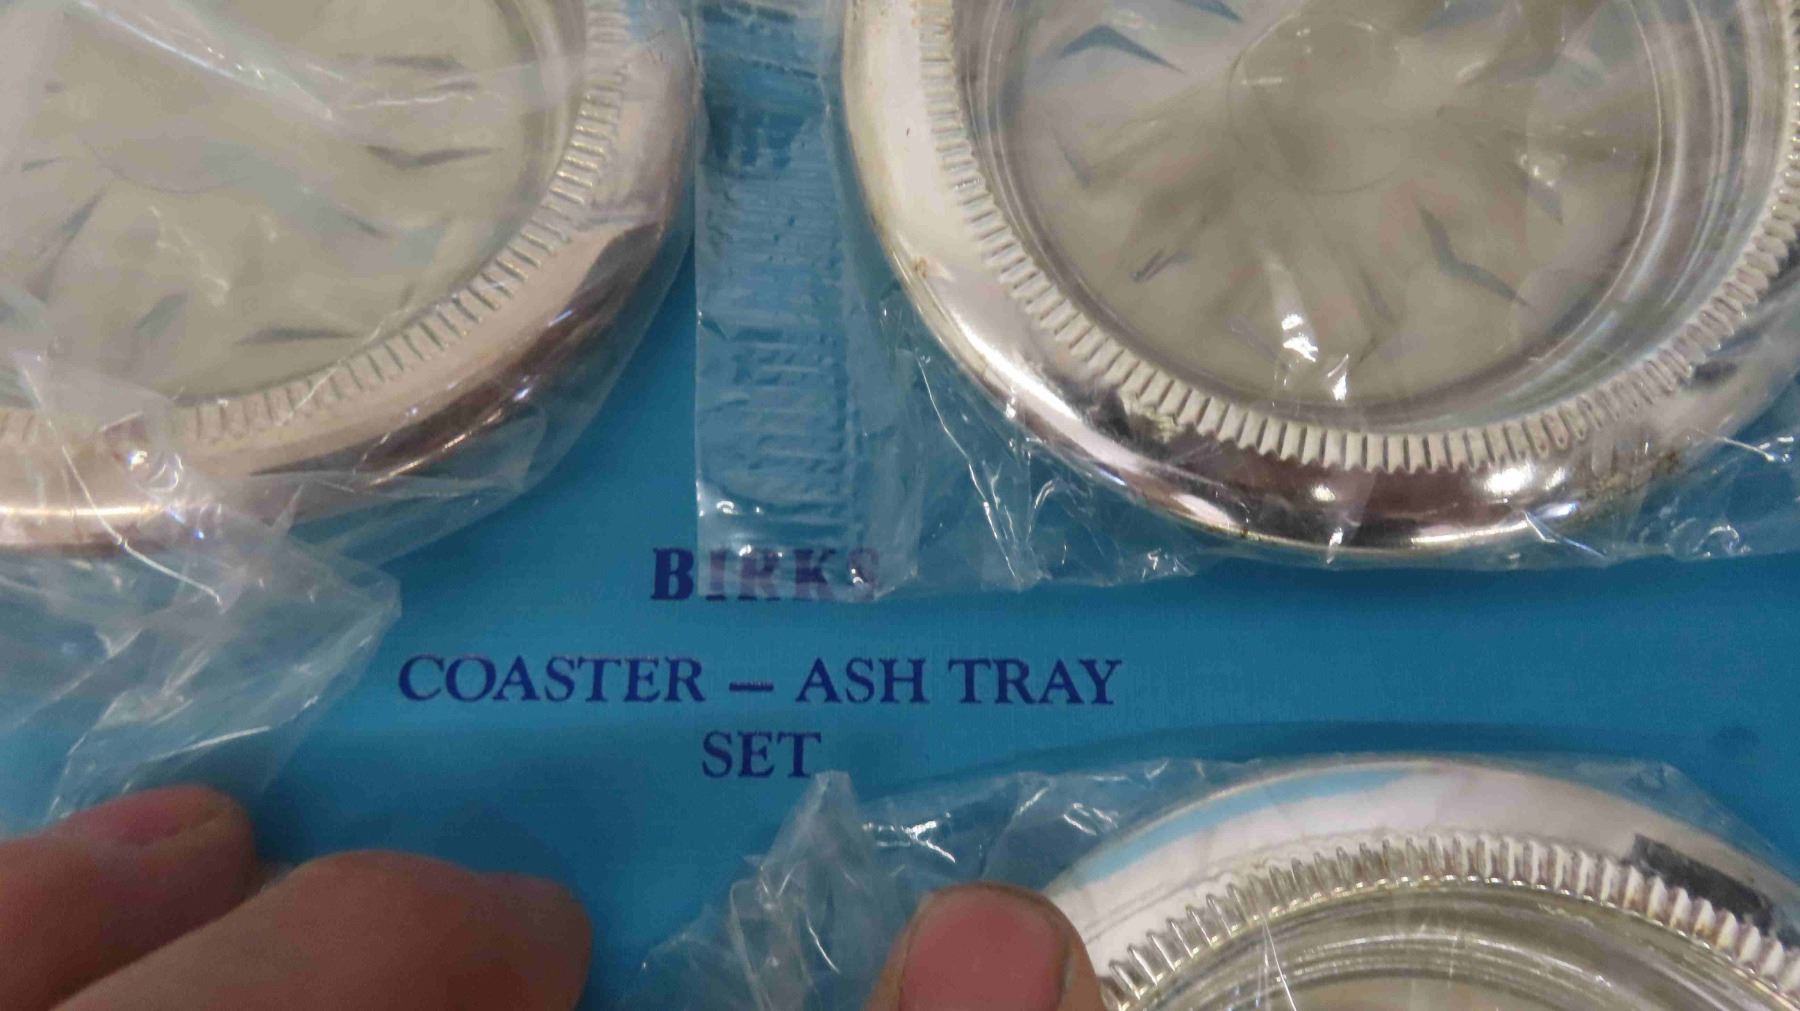 BIRKS
COASTER – ASH TRAY
SET